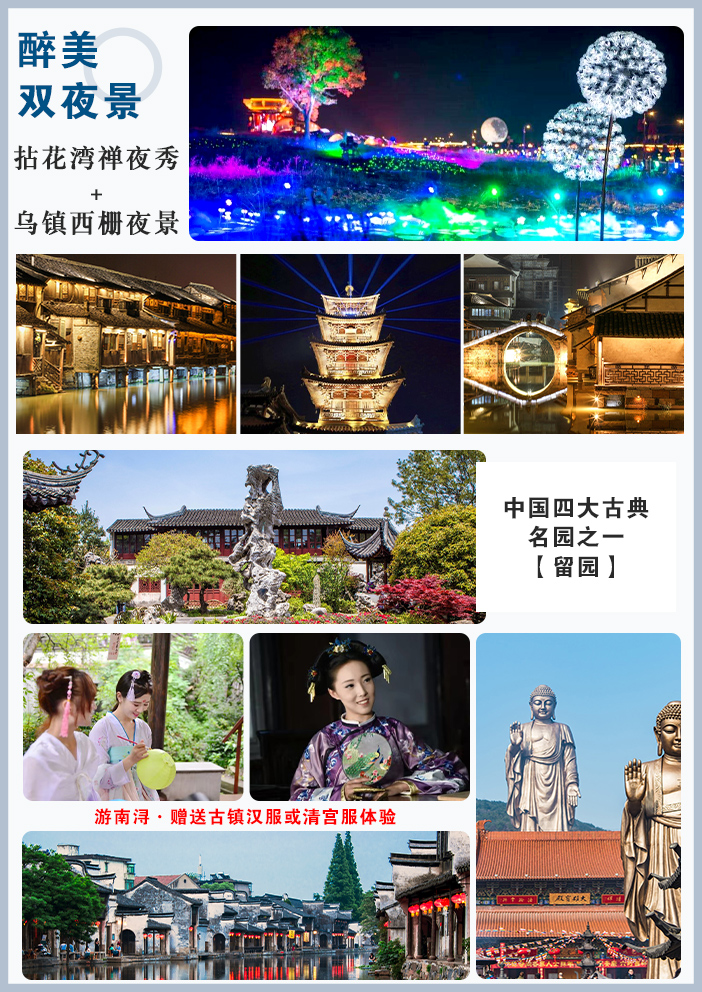 醉美
双夜景
拈花湾禅夜秀
+
乌镇西栅夜景
中国四大古典
名园之一
【留园】
游南浔·赠送古镇汉服或清宫服体验